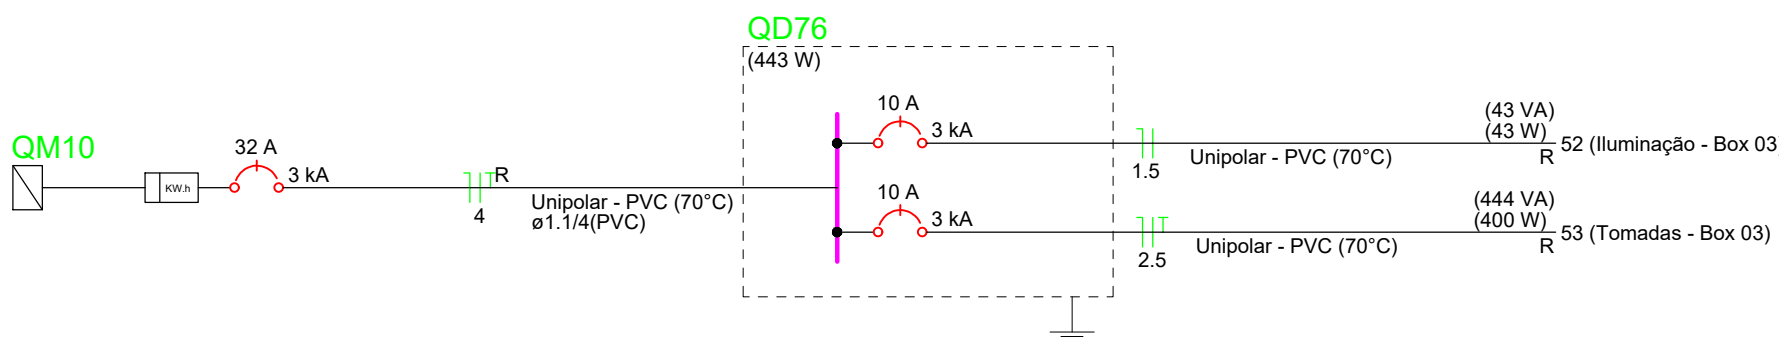 QD76
(443 W)
QM10
KW.h
32 A
3 kA
R
4
Unipolar - PVC (70°C)
ø1.1/4(PVC)
10 A
3 kA
1.5
Unipolar - PVC (70°C)
(43 VA)
(43 W)
R
52 (Iluminação - Box 03)
10 A
3 kA
2.5
Unipolar - PVC (70°C)
(444 VA)
(400 W)
R
53 (Tomadas - Box 03)